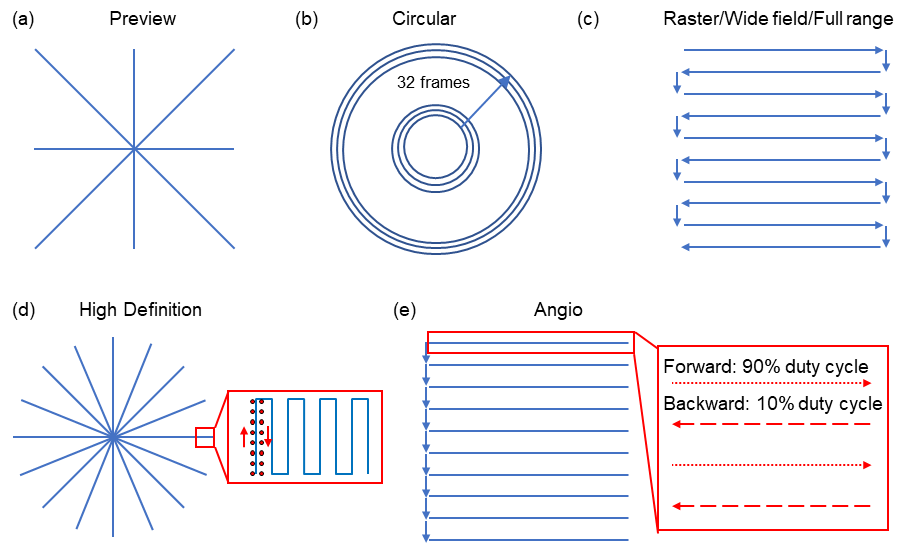 (a) Preview
(b) Circular
(c) Raster/Wide field/Full range
32 frames
(d) High Definition
(e) Angio
Forward: 90% duty cycle
Backward: 10% duty cycle